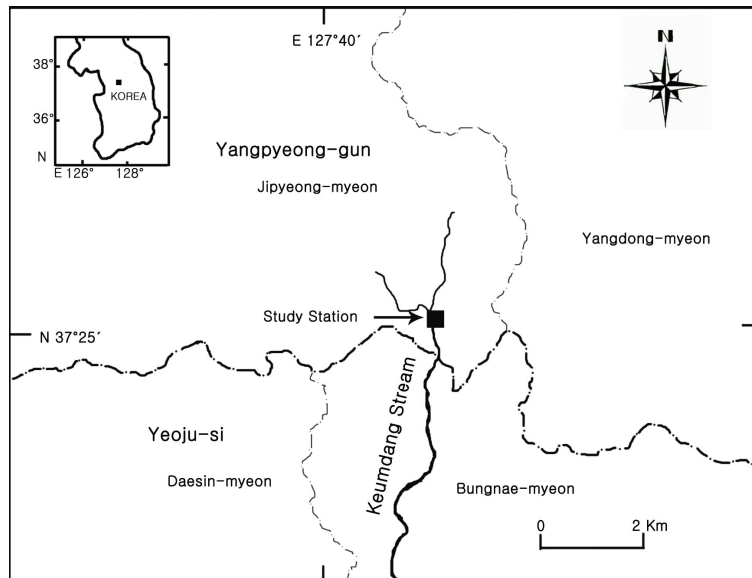 E 127°40´
N
38°
KOREA
36°
N
E 126° 128°
Yangpyeong-gun
Jipyeong-myeon
Yangdong-myeon
Study Station
N 37°25´
Keumdang Stream
Yeoju-si
Daesin-myeon
Bungnae-myeon
0 2 Km